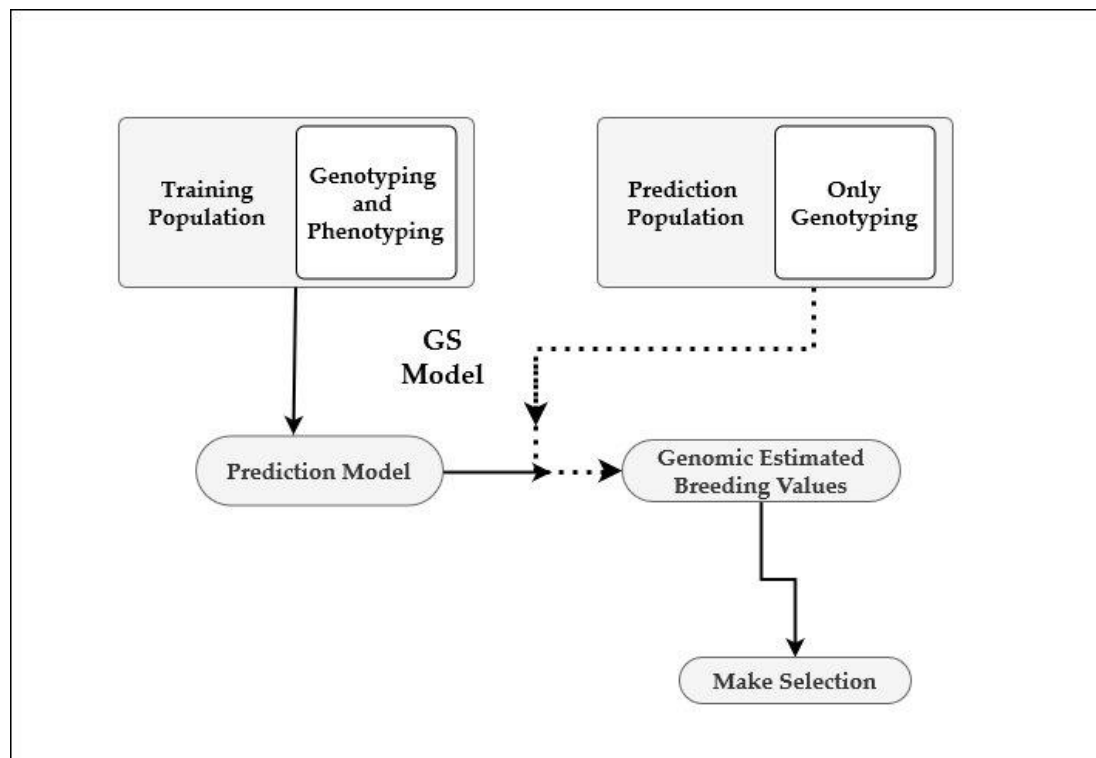 Training
Population
Genotyping
and
Phenotyping
Prediction
Population
Only
Genotyping
GS
Model
Prediction Model
Genomic Estimated
Breeding Values
Make Selection